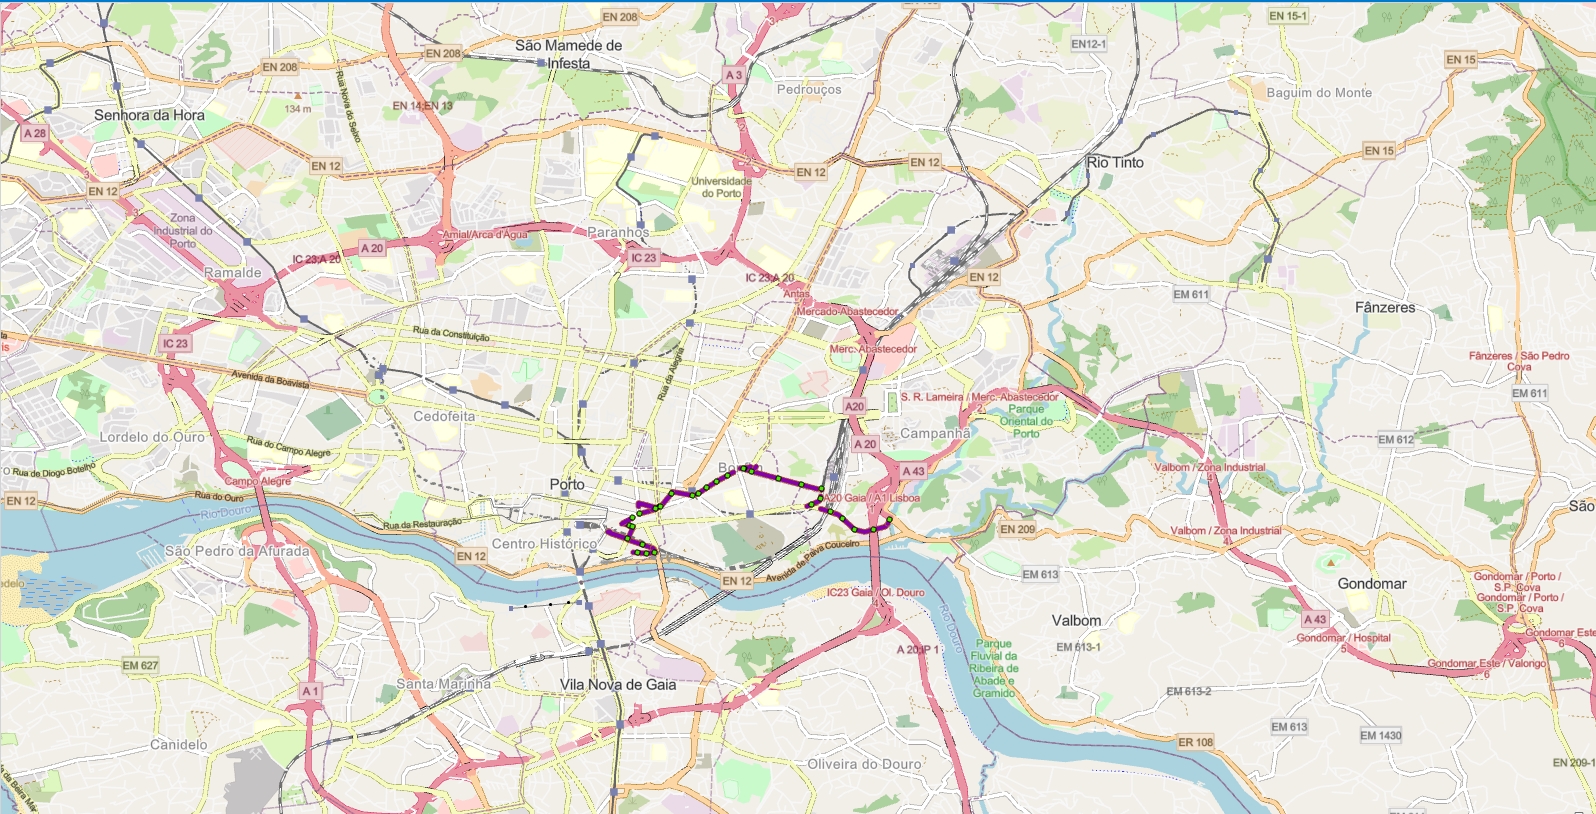 EN 208
EN 15-1
São Mamede de
Infesta
EN12-1
EN 208
EN 208
EN 15
A 3
Pedrouços
Baguim do Monte
Rua Nova do Seixo
134 m
EN 14;EN 13
Senhora da Hora
A 28
EN 12
EN 12
EN 12
EN 15
Rio Tinto
EN 12
Universidade
do Porto
Zona
Industrial do
Porto
Paranhos
Amial/Arca d'Água
A 20
IC 23;A 20
IC 23
Ramalde
IC 23;A 20
EN 12
Antas
EM 611
Mercado Abastecedor
Fânzeres
Rua da Constituição
IC 23
Merc. Abastecedor
Fânzeres / São Pedro
Cova
Rua da Alegria
Avenida da Boavista
EM 611
S. R. Lameira / Merc. Abastecedor
A20
Parque
Oriental do
Porto
Cedofeita
Lordelo do Ouro
Campanhã
EM 612
A 20
Rua do Campo Alegre
Rua de Diogo Botelho
A 43
Valbom / Zona Industrial
4
Campo Alegre
Porto
EN 12
Rua do Ouro
A20 Gaia / A1 Lisboa
Rio Douro
Rua da Restauração
EN 209
Valbom / Zona Industrial
4
Centro Histórico
São Pedro da Afurada
EN 12
Avenida de Paiva Couceiro
EM 613
EN 12
Gondomar
Gondomar / Porto /
S.P. Cova
IC23 Gaia / Ol. Douro
4
Gondomar / Porto /
S.P. Cova
Rio Douro
Valbom
A 43
Gondomar / Hospital
5
Gondomar Este
6
EM 613-1
A 20;IP 1
Parque
Fluvial da
Ribeira de
Abade e
Gramido
EM 627
Gondomar Este / Valongo
6
Santa Marinha
Vila Nova de Gaia
A 1
EM 613-2
EM 613
EM 1430
Canidelo
ER 108
Oliveira do Douro
EN 209-1